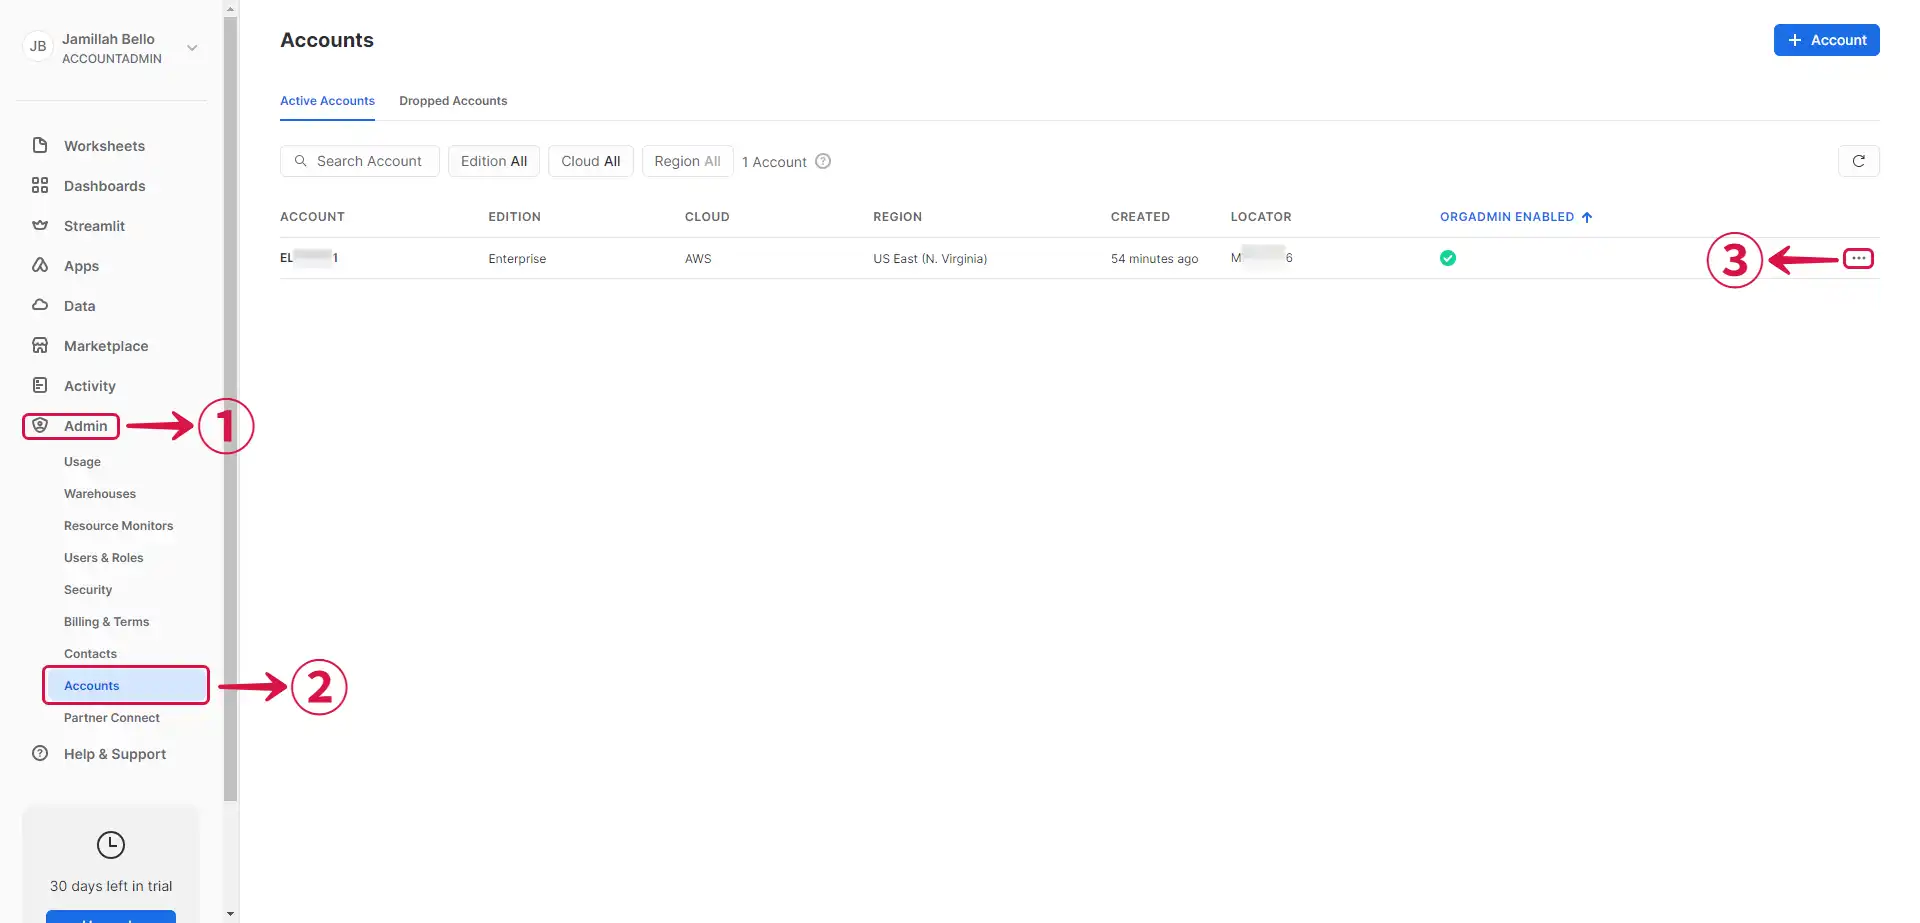 JB
Jamillah Bello
ACCOUNTADMIN
Worksheets
Dashboards
Streamlit
Apps
Data
Marketplace
Activity
Admin
1
Usage
Warehouses
Resource Monitors
Users & Roles
Security
Billing & Terms
Contacts
Accounts
2
Partner Connect
Help & Support
30 days left in trial
Accounts
+ Account
Active Accounts Dropped Accounts
Search Account Edition All Cloud All Region All 1 Account ?
ACCOUNT EDITION CLOUD REGION CREATED LOCATOR ORGADMIN ENABLED ↑
EL 1 Enterprise AWS US East (N. Virginia) 54 minutes ago M 6
3 ...